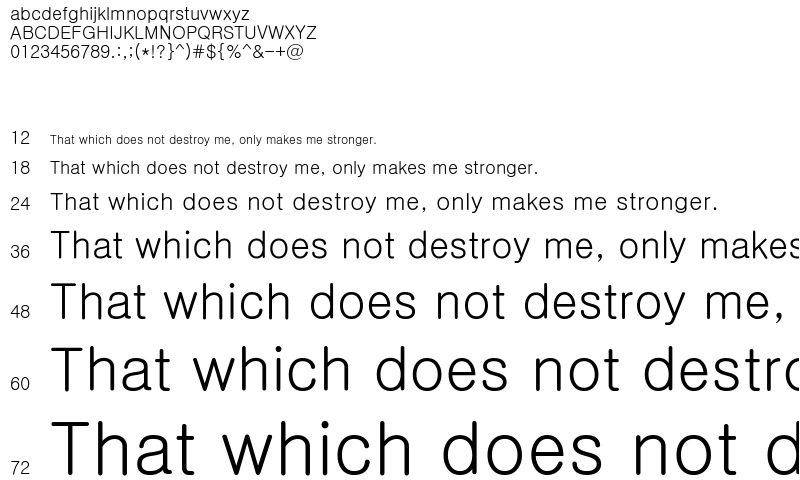 abcdefghijklmnopqrstuvwxyz
ABCDEFGHIJKLMNOPQRSTUVWXYZ
0123456789.:,;(*!?}^)#${%^&-+@
12 That which does not destroy me, only makes me stronger.
18 That which does not destroy me, only makes me stronger.
24 That which does not destroy me, only makes me stronger.
36 That which does not destroy me, only makes
48 That which does not destroy me,
60 That which does not destro
72 That which does not d